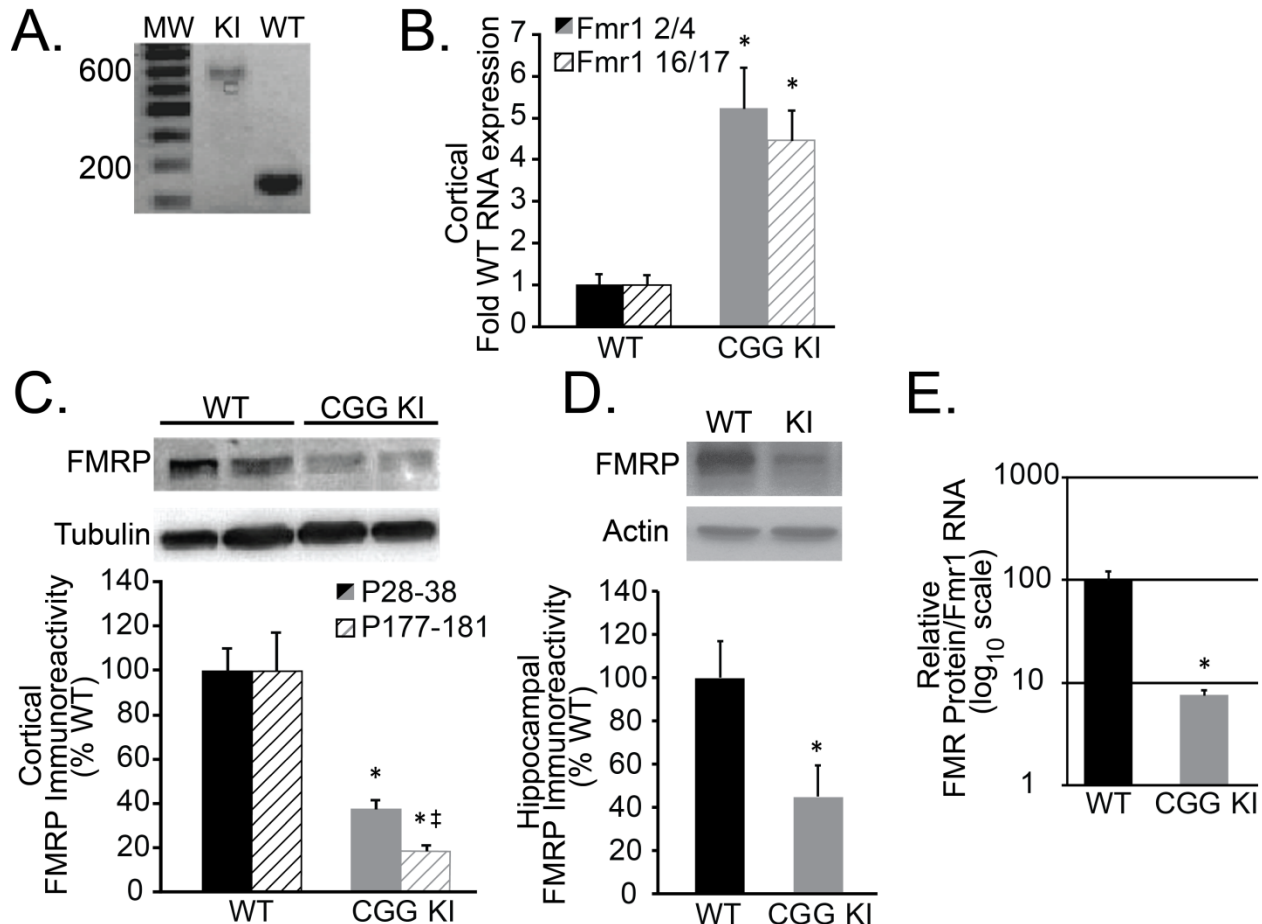 A.
MW KI WT
600
200
B.
Fmr1 2/4
Fmr1 16/17
Cortical
Fold WT RNA expression
7
6
5
4
3
2
1
0
* *
WT CGG KI
C.
WT CGG KI
FMRP
Tubulin
Cortical
FMRP Immunoreactivity
(% WT)
140
120
100
80
60
40
20
0
P28-38
P177-181
*
*‡
WT CGG KI
D.
WT KI
FMRP
Actin
Hippocampal
FMRP Immunoreactivity
(% WT)
140
120
100
80
60
40
20
0
*
WT CGG KI
E.
Relative
FMR Protein/Fmr1 RNA
(log10 scale)
1000
100
10
1
*
WT CGG KI